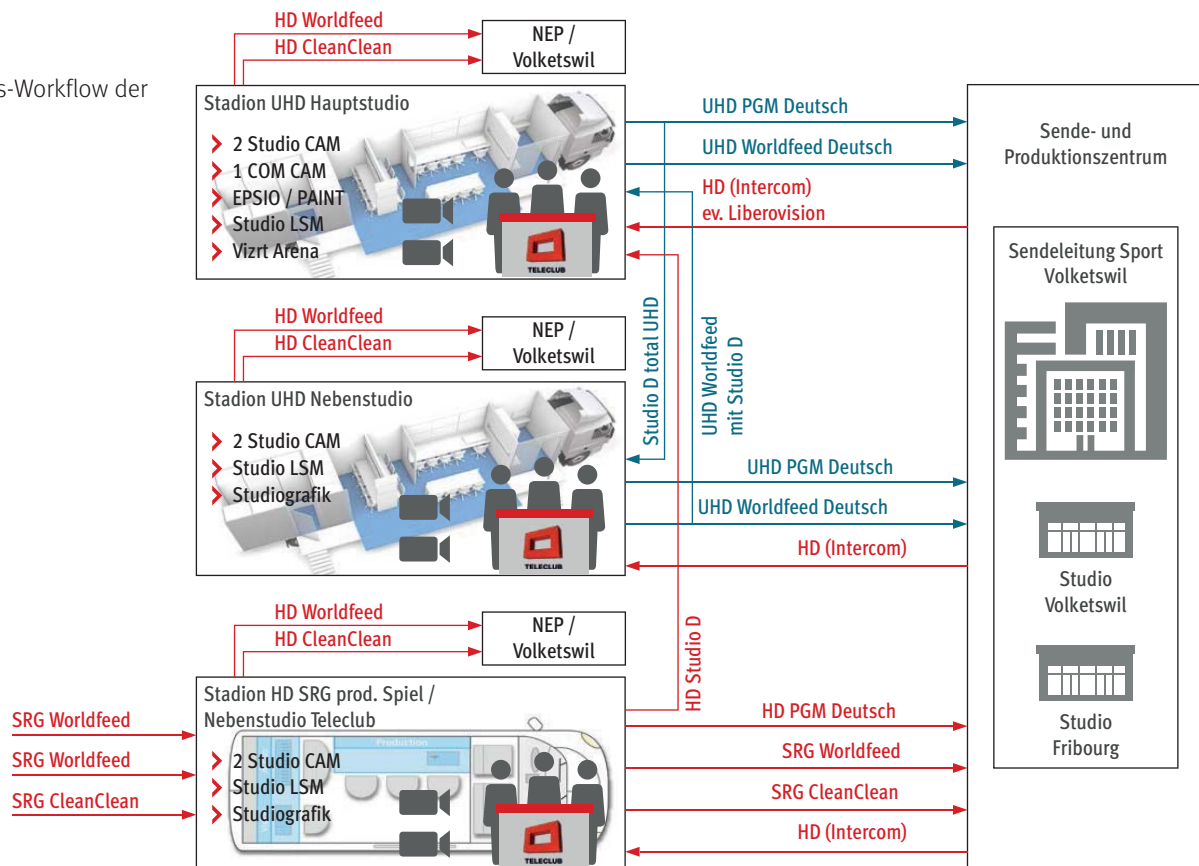 s-Workflow der
HD Worldfeed
HD CleanClean
NEP /
Volketswil
Stadion UHD Hauptstudio
2 Studio CAM
1 COM CAM
EPSIO / PAINT
Studio LSM
Vizrt Arena
TELECLUB
UHD PGM Deutsch
UHD Worldfeed Deutsch
HD (Intercom)
ev. Liberovision
Sende- und
Produktionszentrum
Sendeleitung Sport
Volketswil
Studio
Volketswil
Studio
Fribourg
HD Worldfeed
HD CleanClean
NEP /
Volketswil
Studio D total UHD
UHD Worldfeed
mit Studio D
Stadion UHD Nebenstudio
2 Studio CAM
Studio LSM
Studiografik
TELECLUB
UHD PGM Deutsch
UHD Worldfeed Deutsch
HD (Intercom)
HD Worldfeed
HD CleanClean
NEP /
Volketswil
HD Studio D
Stadion HD SRG prod. Spiel /
Nebenstudio Teleclub
Production
2 Studio CAM
Studio LSM
Studiografik
TELECLUB
SRG Worldfeed
SRG Worldfeed
SRG CleanClean
HD PGM Deutsch
SRG Worldfeed
SRG CleanClean
HD (Intercom)